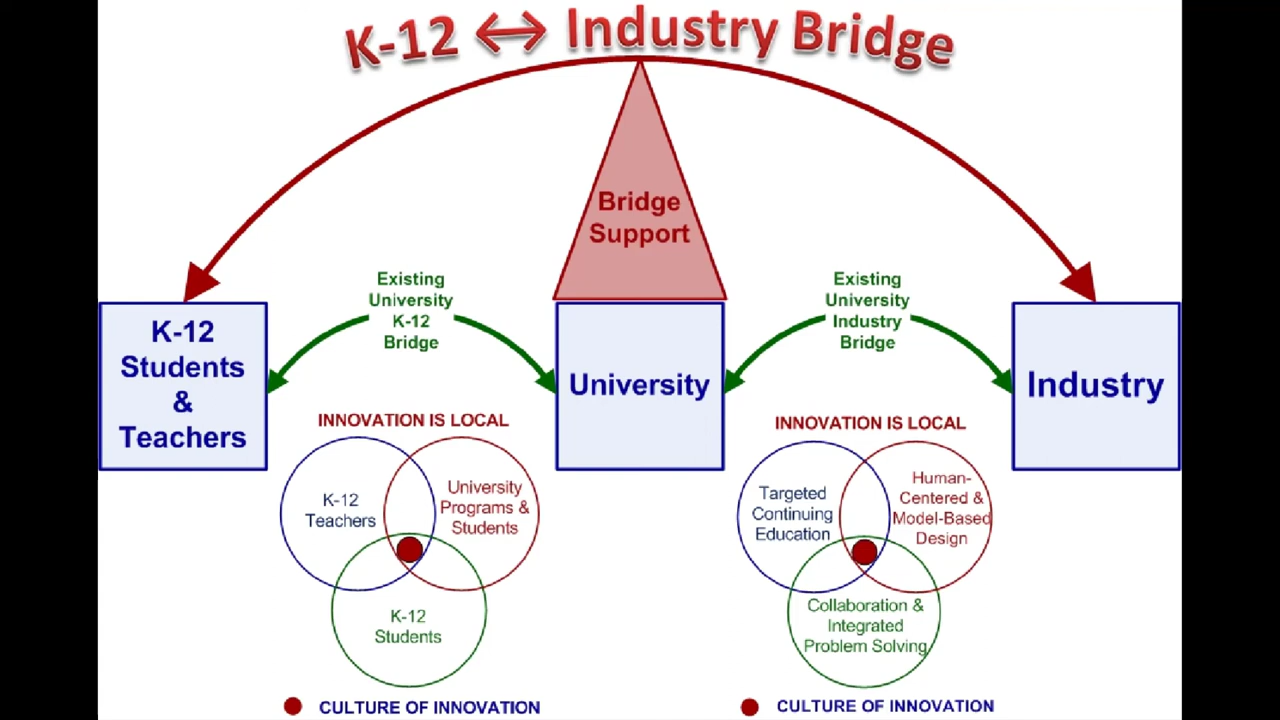 K-12 ↔ Industry Bridge
Bridge
Support
Existing
University
K-12
Bridge
Existing
University
Industry
Bridge
K-12
Students
&
Teachers
University
Industry
INNOVATION IS LOCAL
K-12
Teachers
University
Programs &
Students
K-12
Students
CULTURE OF INNOVATION
INNOVATION IS LOCAL
Targeted
Continuing
Education
Human-
Centered &
Model-Based
Design
Collaboration &
Integrated
Problem Solving
CULTURE OF INNOVATION